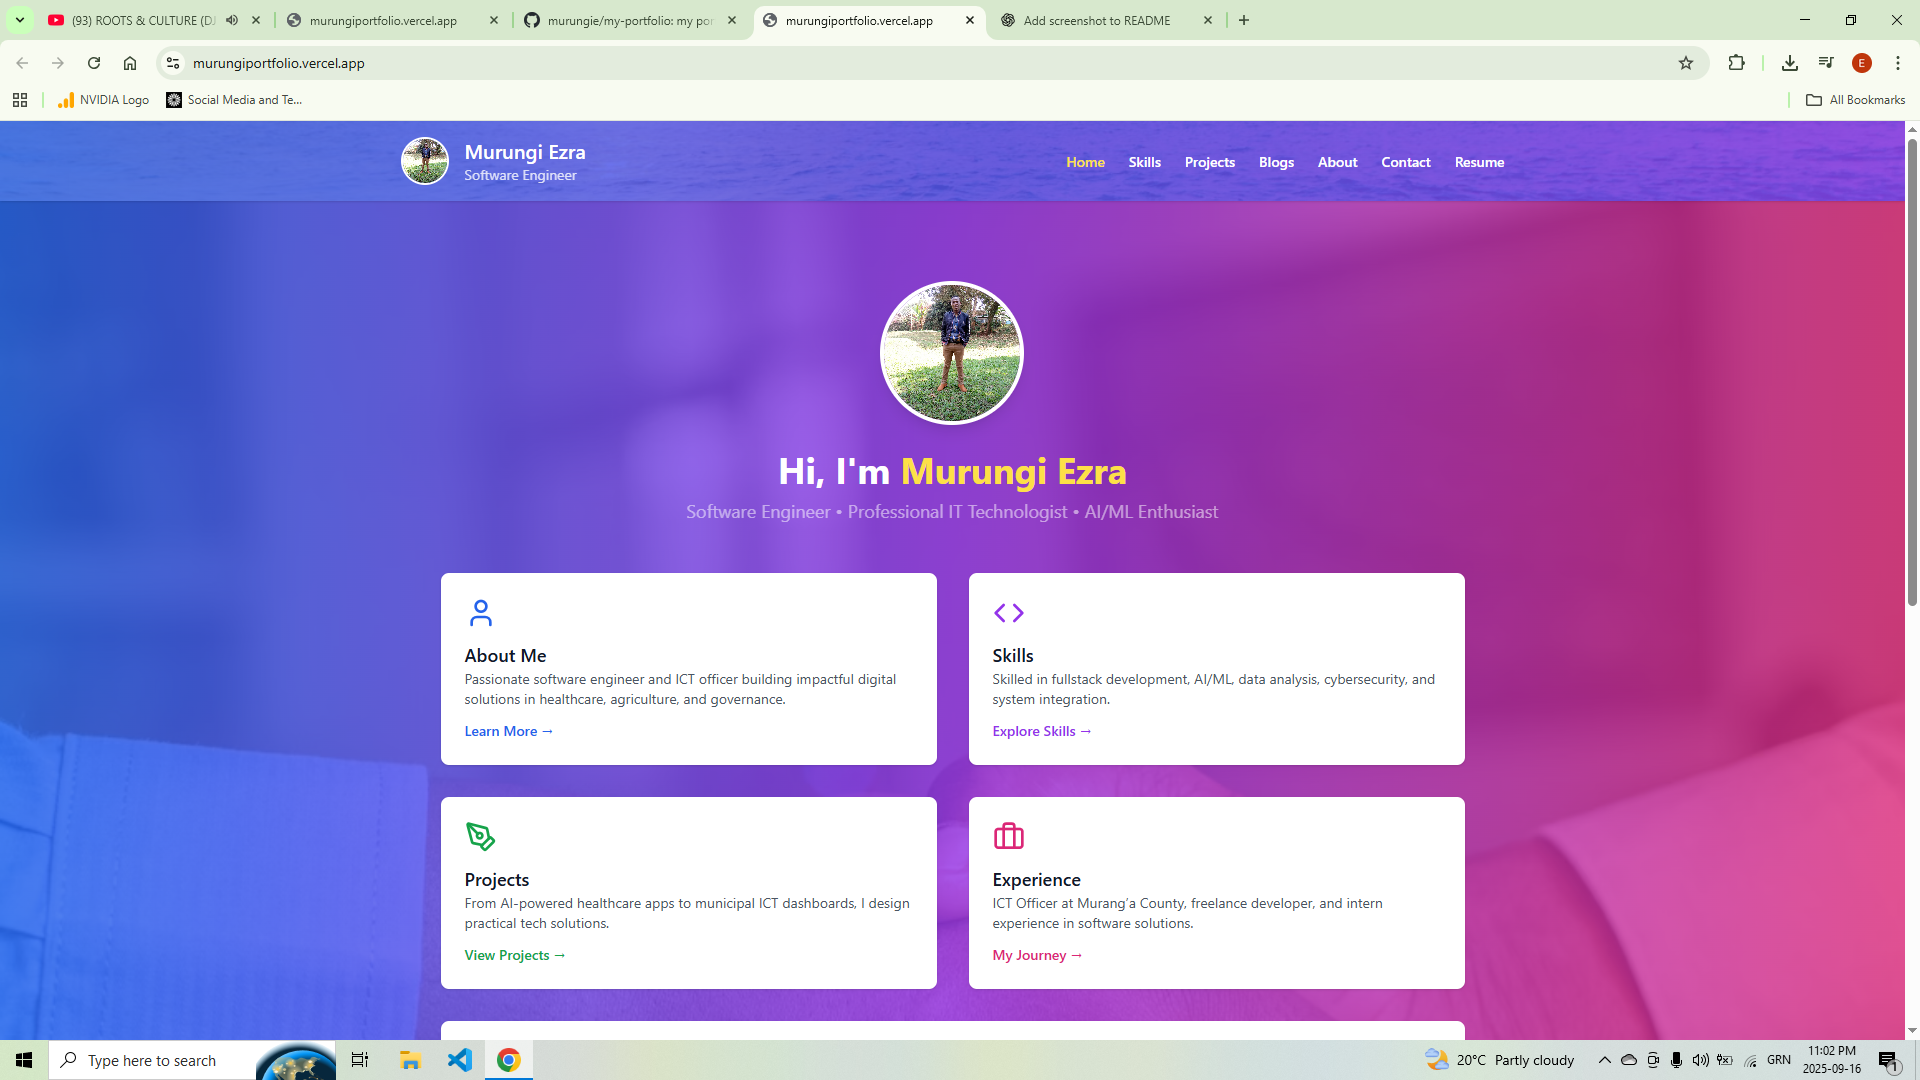 (93) ROOTS & CULTURE (DJ
murungiportfolio.vercel.app
murungie/my-portfolio: my por
murungiportfolio.vercel.app
Add screenshot to README
murungiportfolio.vercel.app
E
NVIDIA Logo
Social Media and Te...
All Bookmarks
Murungi Ezra
Software Engineer
Home
Skills
Projects
Blogs
About
Contact
Resume
Hi, I'm Murungi Ezra
Software Engineer • Professional IT Technologist • AI/ML Enthusiast
About Me
Passionate software engineer and ICT officer building impactful digital
solutions in healthcare, agriculture, and governance.
Learn More →
Skills
Skilled in fullstack development, AI/ML, data analysis, cybersecurity, and
system integration.
Explore Skills →
Projects
From AI-powered healthcare apps to municipal ICT dashboards, I design
practical tech solutions.
View Projects →
Experience
ICT Officer at Murang’a County, freelance developer, and intern
experience in software solutions.
My Journey →
Type here to search
20°C Partly cloudy
GRN
11:02 PM
2025-09-16
1